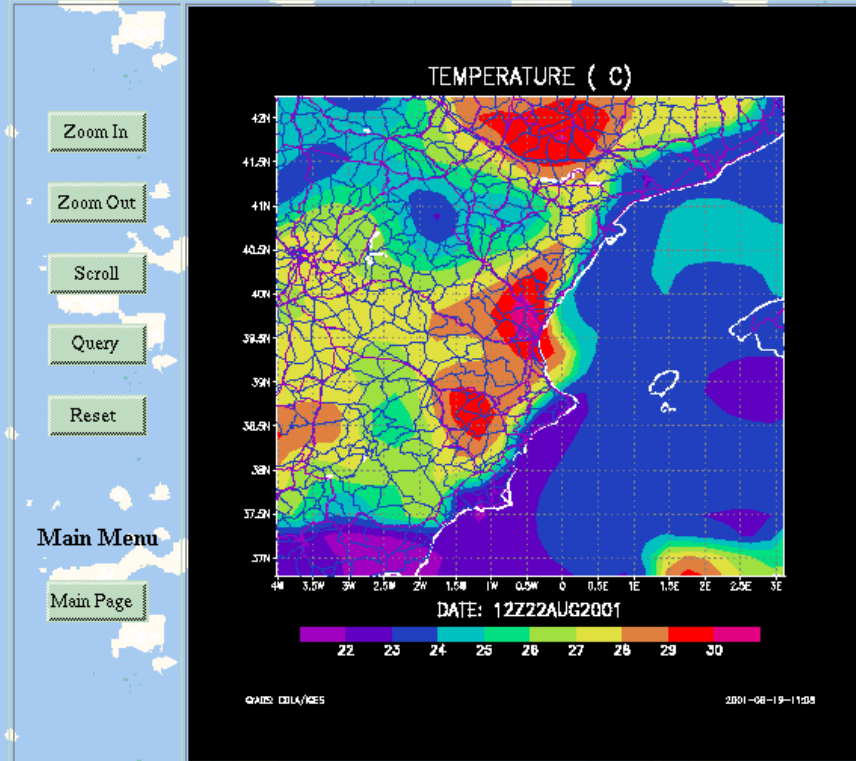 Zoom In
Zoom Out
Scroll
Query
Reset
Main Menu
Main Page
TEMPERATURE ( C)
42N
41.5N
41N
40.5N
40N
39.5N
39N
38.5N
38N
37.5N
37N
4W 3.5W 3W 2.5W 2W 1.5W 1W 0.5W 0 0.5E 1E 1.5E 2E 2.5E 3E
DATE: 12Z22AUG2001
22 23 24 25 26 27 28 29 30
GrADS: COLA/IGES
2001-08-19-11:08